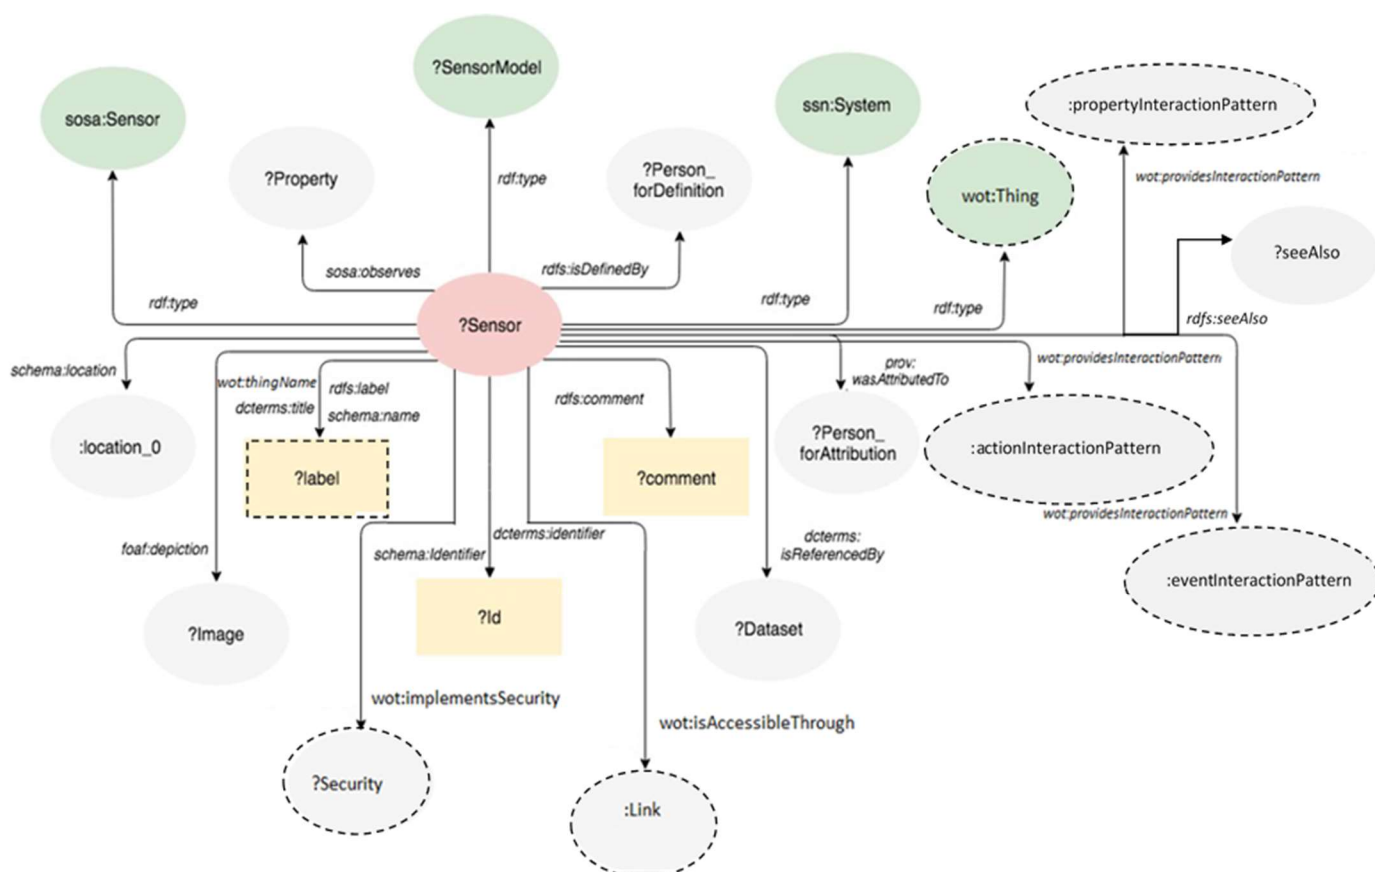 ?SensorModel
sosa:Sensor
ssn:System
:propertyInteractionPattern
?Property
rdf:type
?Person_
forDefinition
wot:Thing
wot:providesInteractionPattern
?seeAlso
sosa:observes
rdfs:isDefinedBy
rdf:type
rdf:type
rdf:type
rdfs:seeAlso
?Sensor
schema:location
wot:thingName
rdfs:label
dcterms:title
schema:name
rdfs:comment
prov:
wasAttributedTo
wot:providesInteractionPattern
:location_0
?label
?comment
?Person_
forAttribution
:actionInteractionPattern
wot:providesInteractionPattern
foaf:depiction
schema:Identifier
dcterms:identifier
dcterms:
isReferencedBy
:eventInteractionPattern
?Image
?Id
?Dataset
wot:implementsSecurity
wot:isAccessibleThrough
?Security
:Link